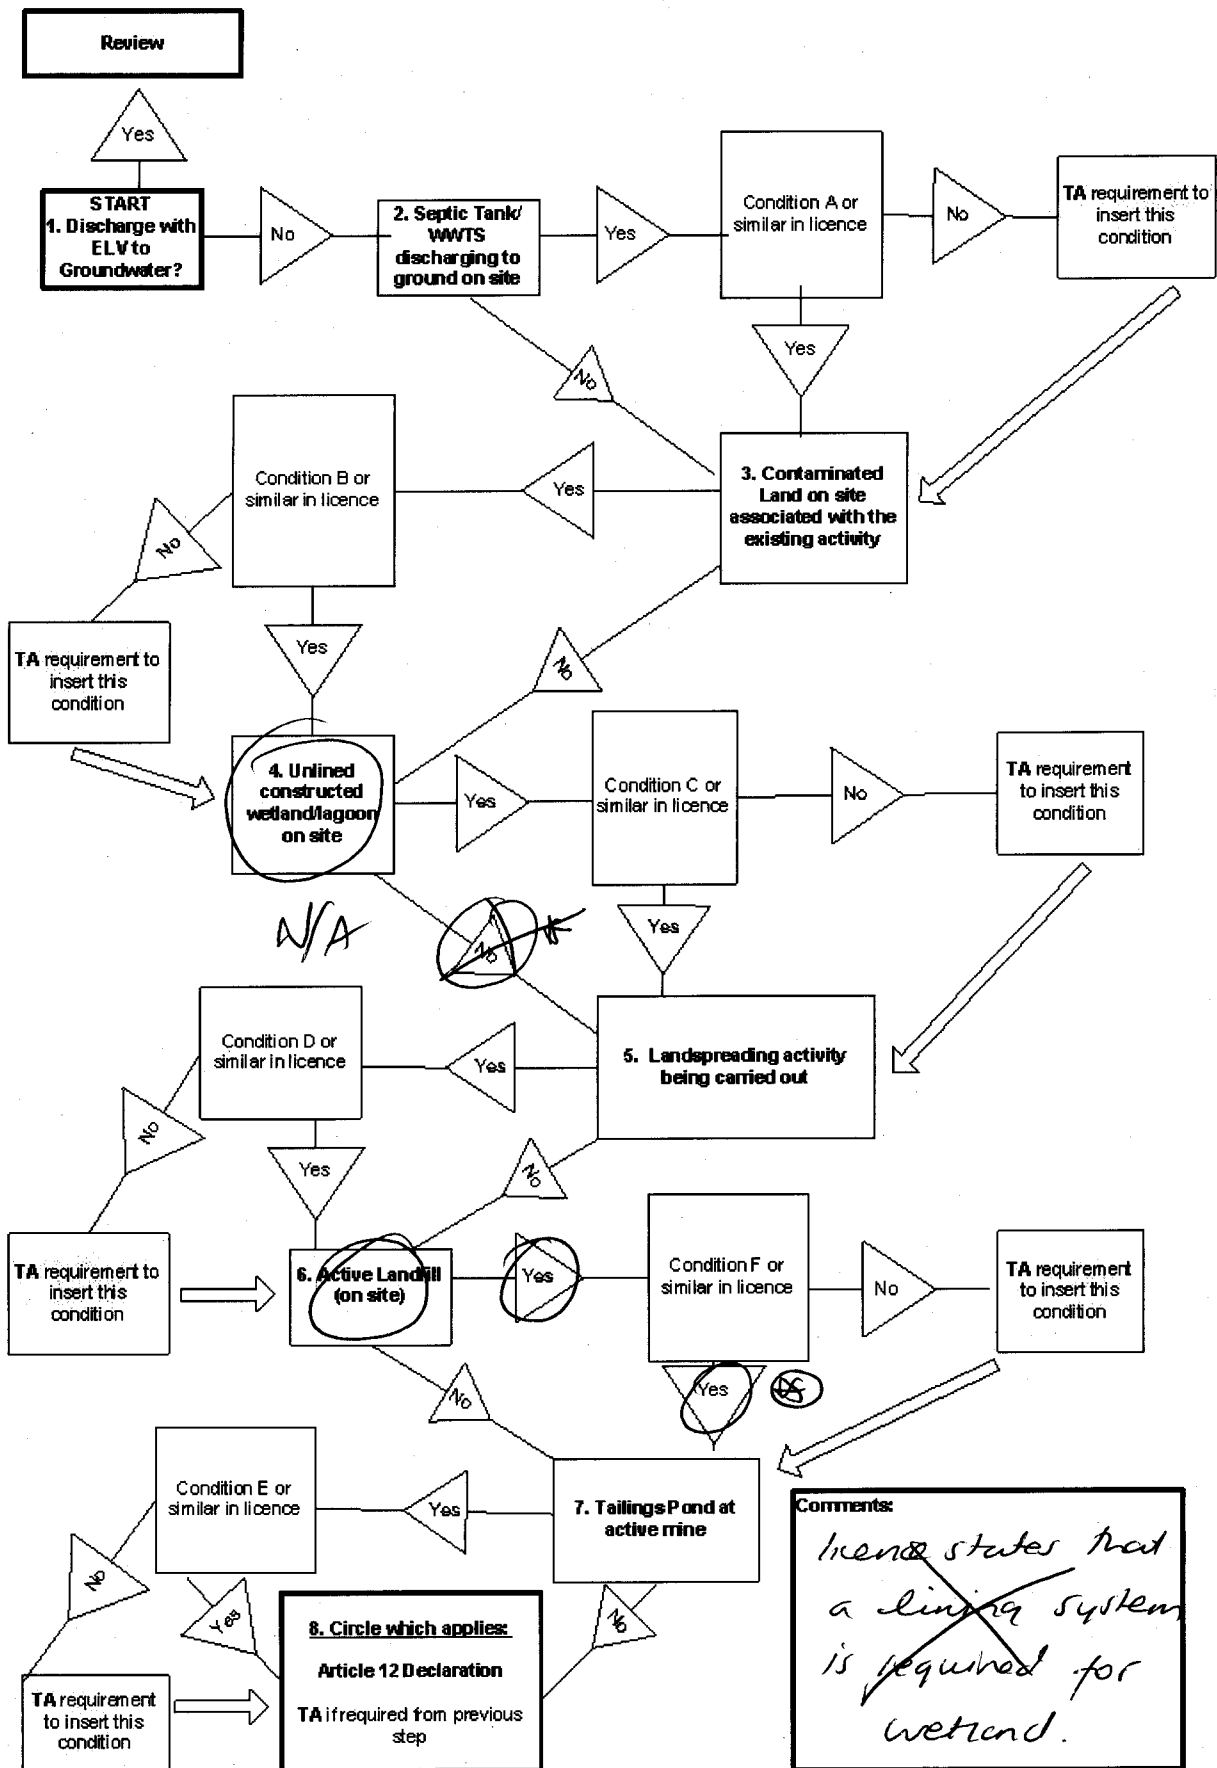 Review
Yes
START
1. Discharge with
ELV to
Groundwater?
No
2. Septic Tank/
WWTS
discharging to
ground on site
Yes
Condition A or
similar in licence
No
TA requirement to
insert this
condition
Yes
No
3. Contaminated
Land on site
associated with the
existing activity
Yes
Condition B or
similar in licence
No
TA requirement to
insert this
condition
Yes
No
4. Unlined
constructed
wetland/lagoon
on site
Yes
Condition C or
similar in licence
No
TA requirement
to insert this
condition
Yes
N/A
No
5. Landspreading activity
being carried out
Yes
Condition D or
similar in licence
No
TA requirement to
insert this
condition
Yes
No
6. Active Landfill
(on site)
Yes
Condition F or
similar in licence
No
TA requirement
to insert this
condition
Yes
No
7. Tailings Pond at
active mine
Yes
Condition E or
similar in licence
No
TA requirement
to insert this
condition
Yes
No
8. Circle which applies:
Article 12 Declaration
TA if required from previous
step
Comments:
licence states that
a lining system
is required for
wetland.